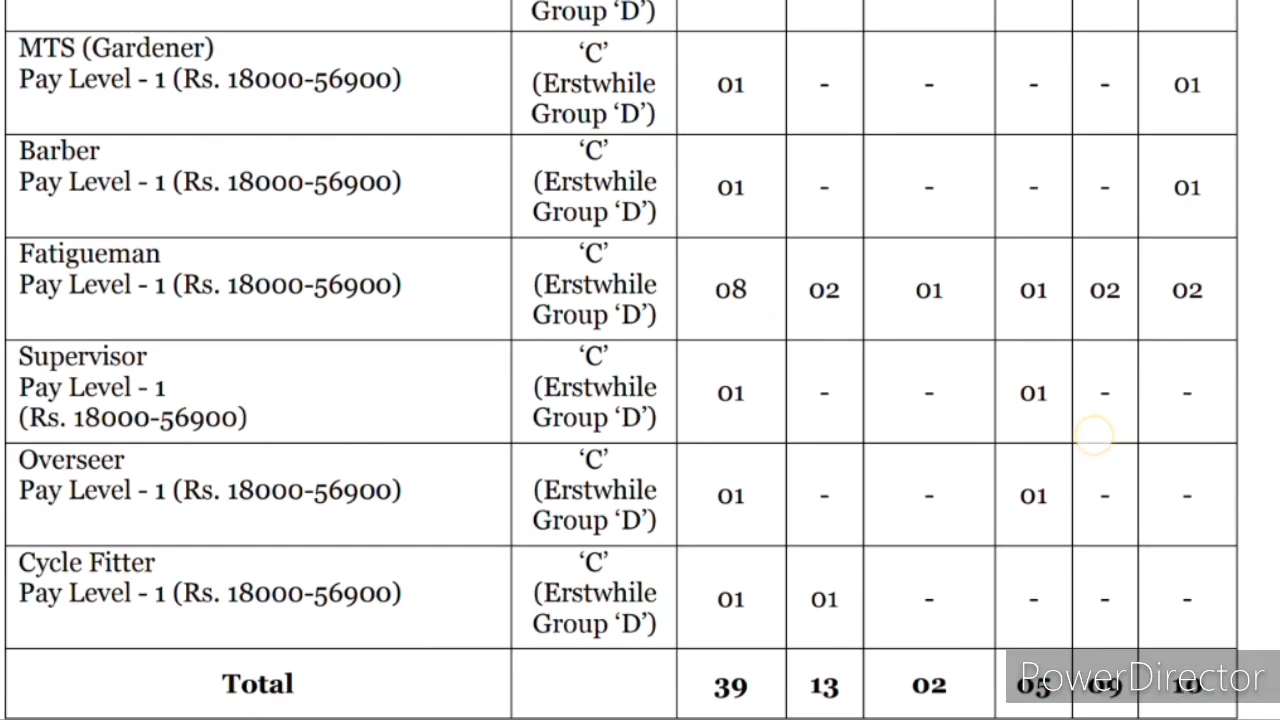 Group ‘D’)
MTS (Gardener)
Pay Level - 1 (Rs. 18000-56900)
‘C’
(Erstwhile
Group ‘D’)
01 - - - - 01
Barber
Pay Level - 1 (Rs. 18000-56900)
‘C’
(Erstwhile
Group ‘D’)
01 - - - - 01
Fatigueman
Pay Level - 1 (Rs. 18000-56900)
‘C’
(Erstwhile
Group ‘D’)
08 02 01 01 02 02
Supervisor
Pay Level - 1
(Rs. 18000-56900)
‘C’
(Erstwhile
Group ‘D’)
01 - - 01 - -
Overseer
Pay Level - 1 (Rs. 18000-56900)
‘C’
(Erstwhile
Group ‘D’)
01 - - 01 - -
Cycle Fitter
Pay Level - 1 (Rs. 18000-56900)
‘C’
(Erstwhile
Group ‘D’)
01 01 - - - -
Total 39 13 02 05 09 10
PowerDirector